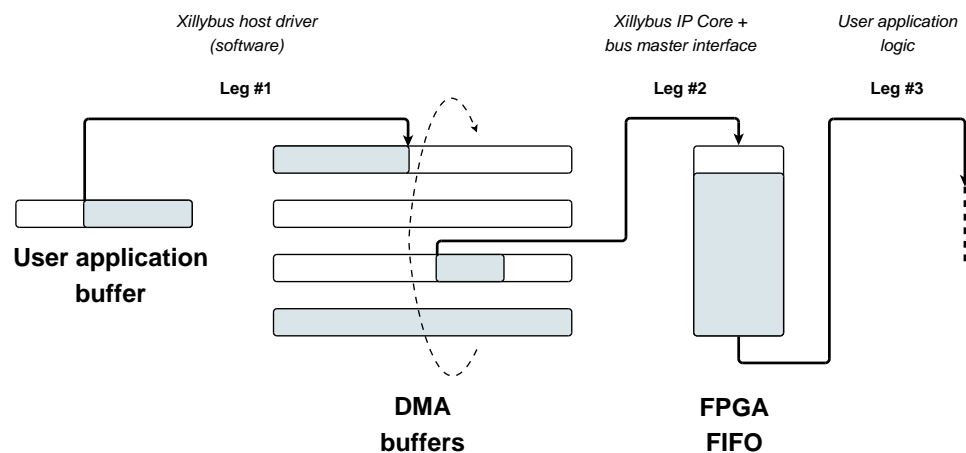 Xillybus host driver
(software)
Xillybus IP Core +
bus master interface
User application
logic
Leg #1
Leg #2
Leg #3
User application
buffer
DMA
buffers
FPGA
FIFO